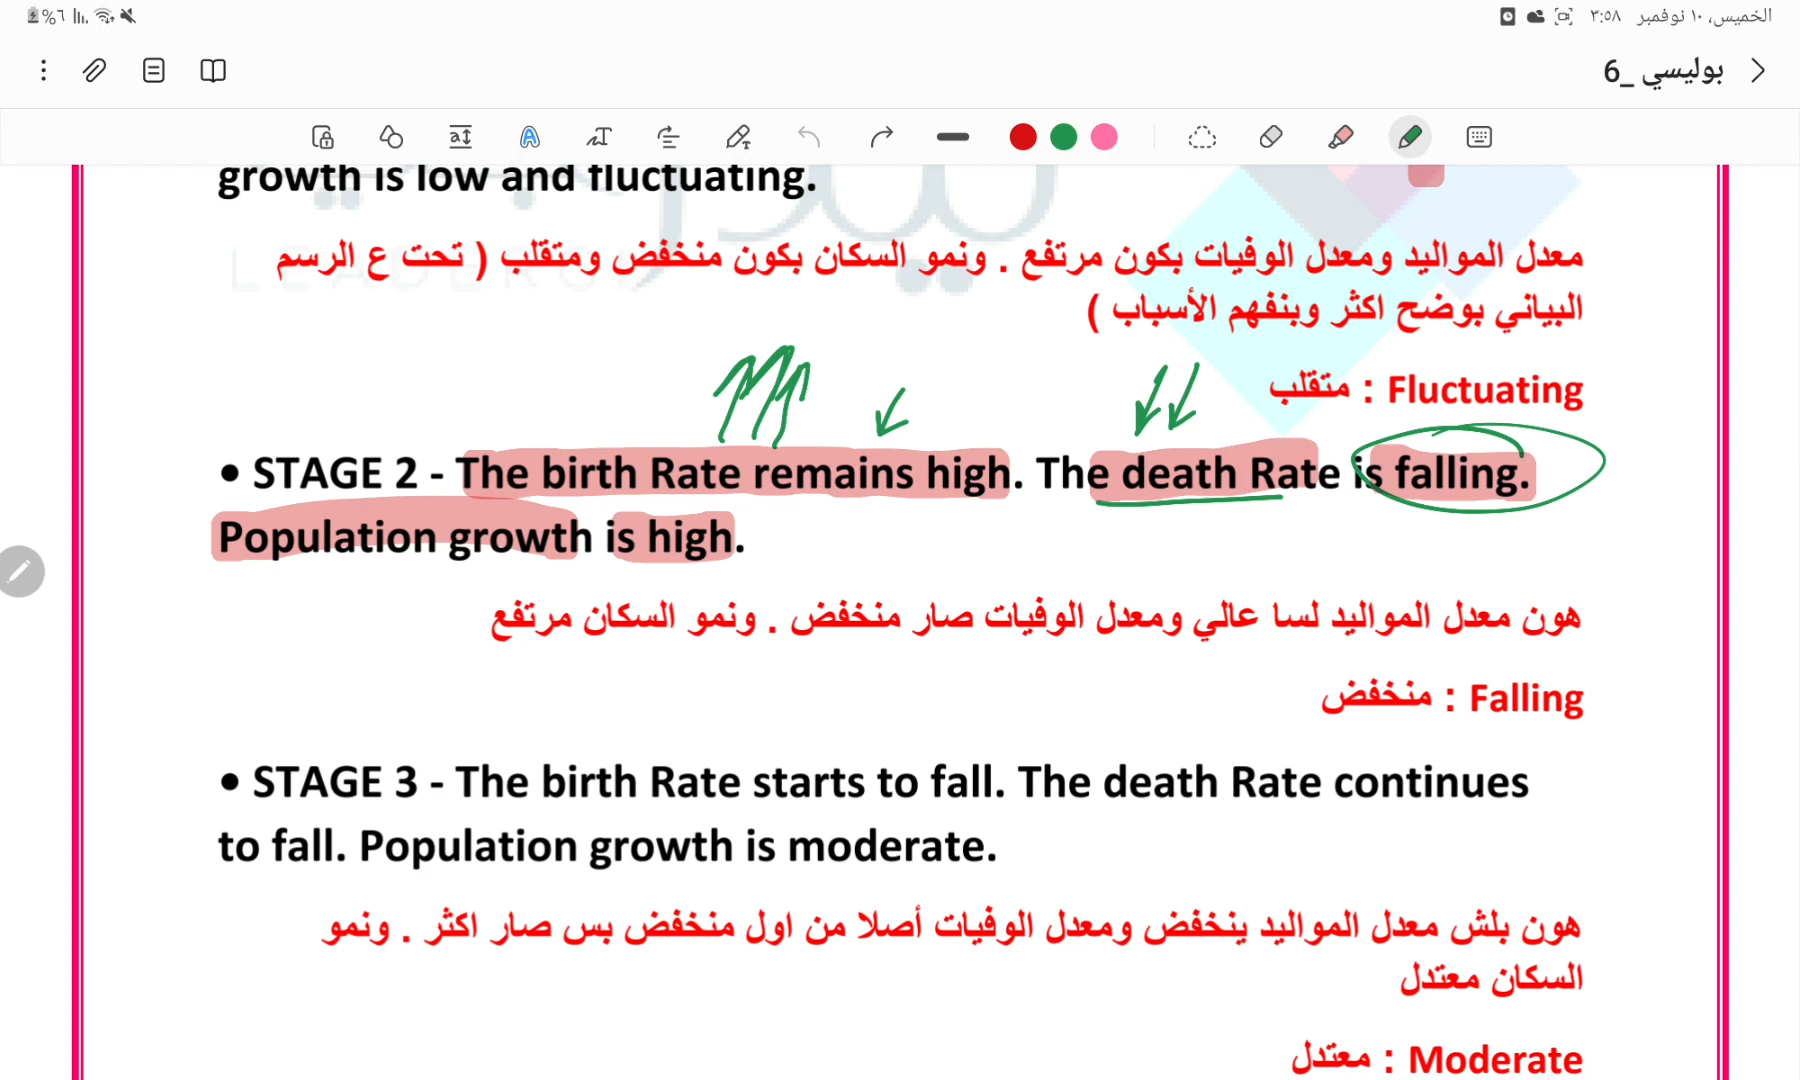 ٦% الخميس، ١٠ نوفمبر ٣:٥٨
بوليسي _6
growth is low and fluctuating.
LEADERS
معدل المواليد ومعدل الوفيات بكون مرتفع . ونمو السكان بكون منخفض ومتقلب ( تحت ع الرسم
البياني بوضح اكثر وبنفهم الأسباب )
Fluctuating : متقلب
• STAGE 2 - The birth Rate remains high. The death Rate is falling.
Population growth is high.
هون معدل المواليد لسا عالي ومعدل الوفيات صار منخفض . ونمو السكان مرتفع
Falling : منخفض
• STAGE 3 - The birth Rate starts to fall. The death Rate continues
to fall. Population growth is moderate.
هون بلش معدل المواليد ينخفض ومعدل الوفيات أصلا من اول منخفض بس صار اكثر . ونمو
السكان معتدل
Moderate : معتدل